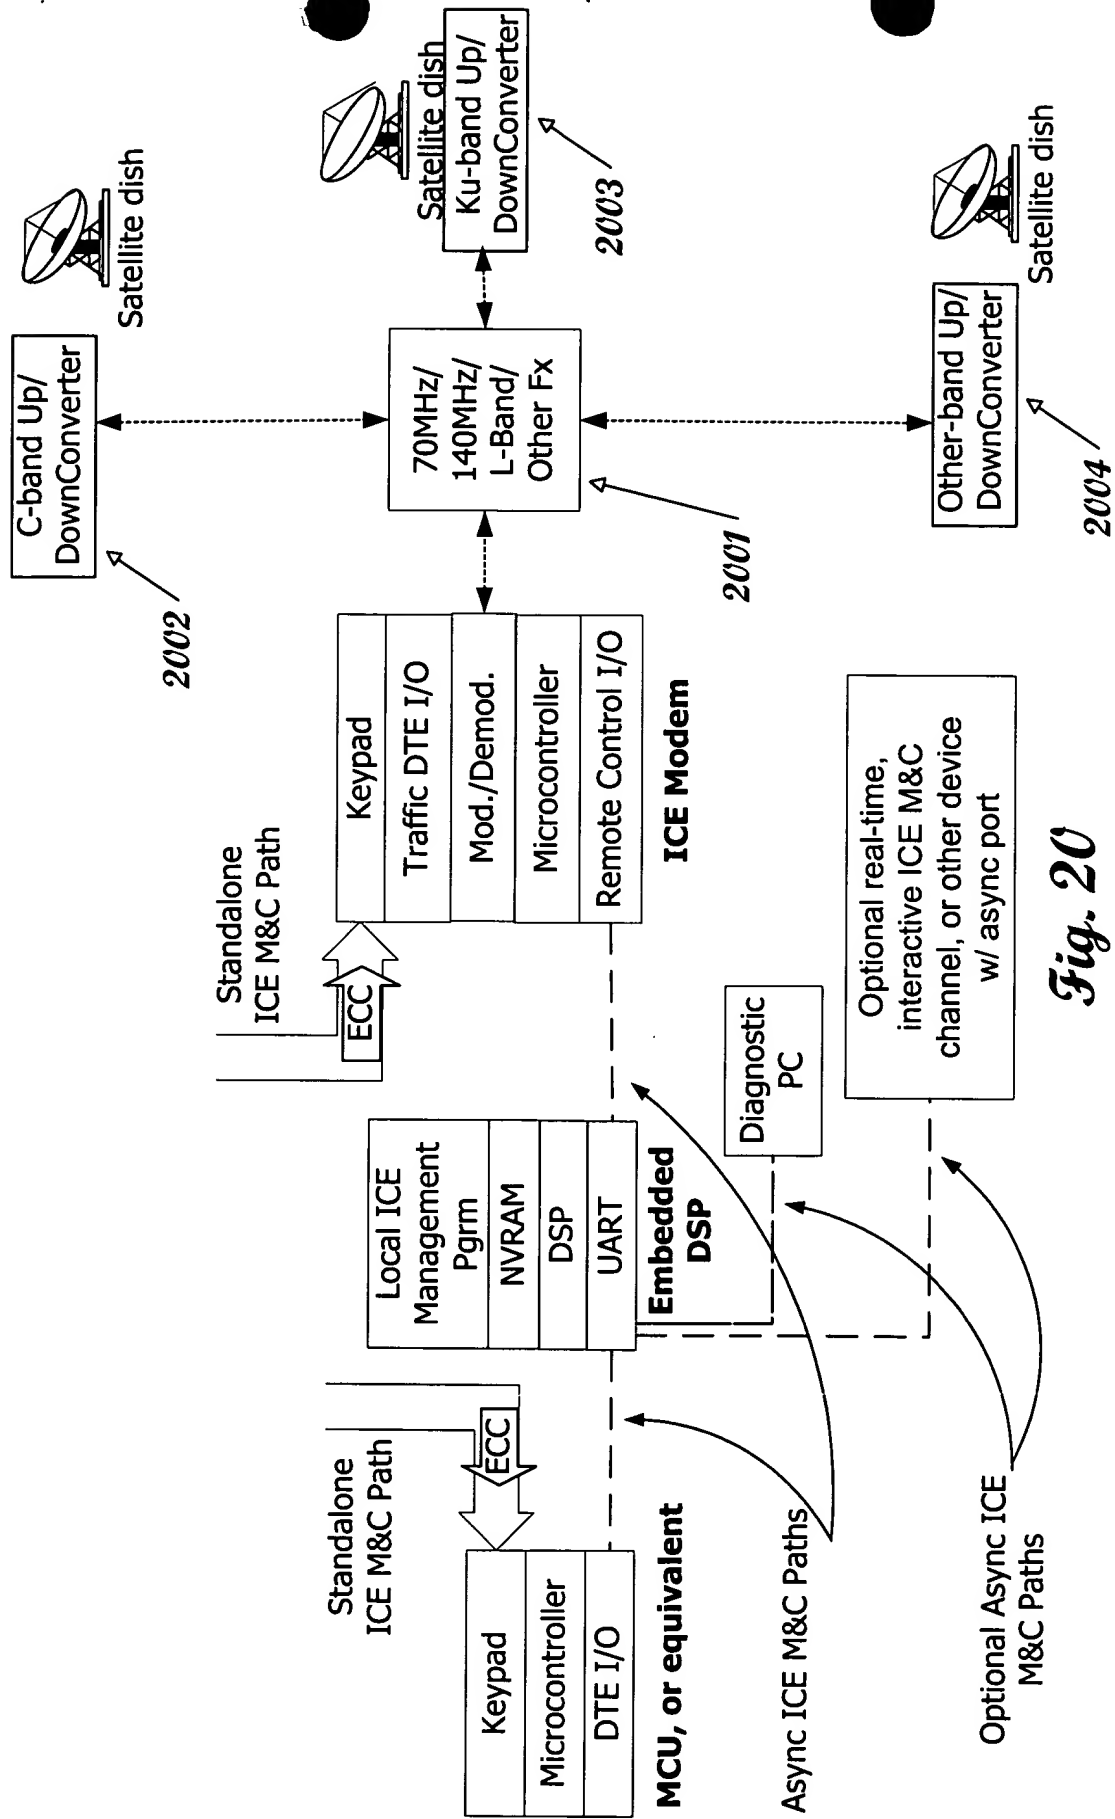 Standalone
ICE M&C Path
ECC
Keypad
Microcontroller
DTE I/O
MCU, or equivalent
Async ICE M&C Paths
Optional Async ICE
M&C Paths
Local ICE
Management
Pgrm
NVRAM
DSP
UART
Embedded
DSP
Diagnostic
PC
Optional real-time,
interactive ICE M&C
channel, or other device
w/ async port
Standalone
ICE M&C Path
ECC
Keypad
Traffic DTE I/O
Mod./Demod.
Microcontroller
Remote Control I/O
ICE Modem
C-band Up/
DownConverter
2002
Satellite dish
70MHz/
140MHz/
L-Band/
Other Fx
2001
Satellite dish
Ku-band Up/
DownConverter
2003
Other-band Up/
DownConverter
2004
Satellite dish
Fig. 20